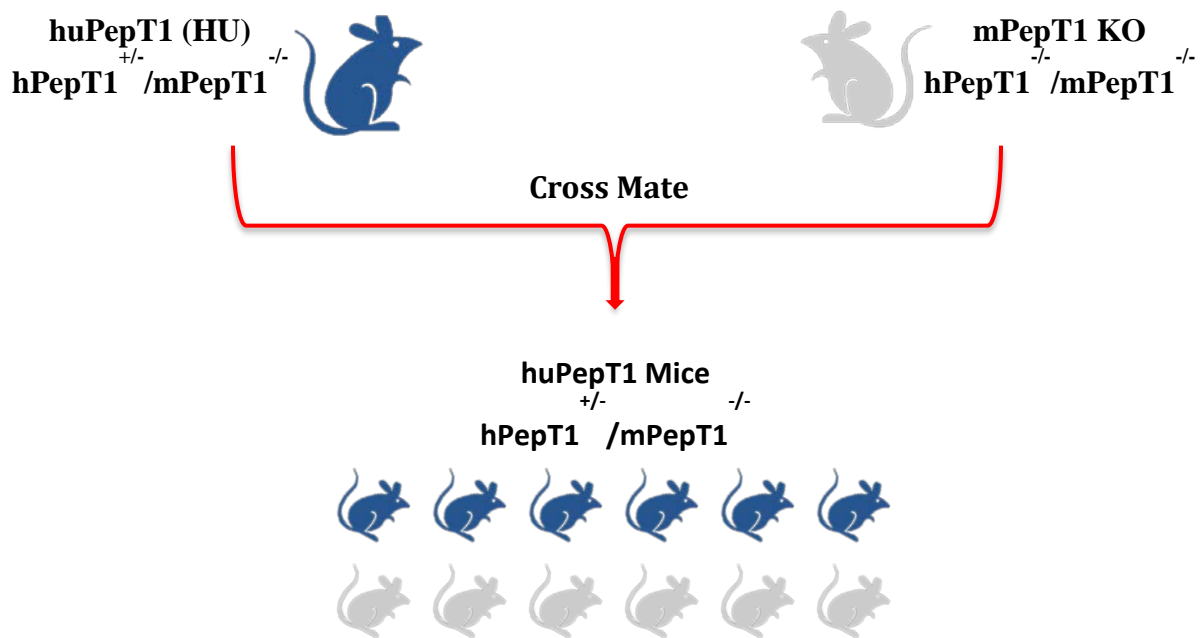 huPepT1 (HU)
hPepT1+/-/mPepT1-/-
mPepT1 KO
hPepT1-/-/mPepT1-/-
Cross Mate
huPepT1 Mice
hPepT1+/- /mPepT1-/-